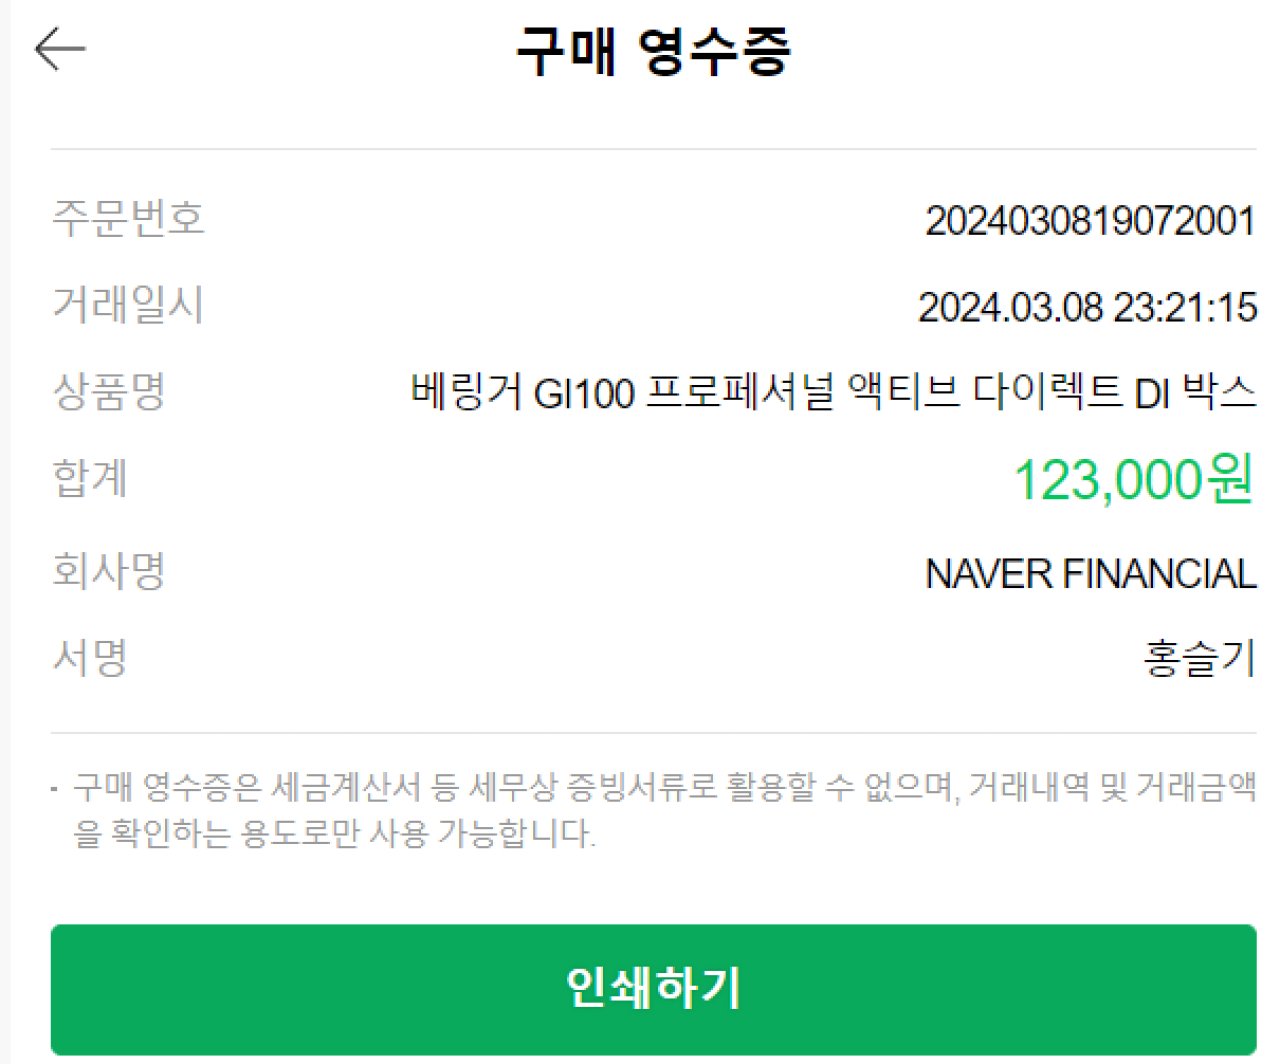 구매 영수증
주문번호 2024030819072001
거래일시 2024.03.08 23:21:15
상품명 베링거 GI100 프로페셔널 액티브 다이렉트 DI 박스
합계 123,000원
회사명 NAVER FINANCIAL
서명 홍슬기
· 구매 영수증은 세금계산서 등 세무상 증빙서류로 활용할 수 없으며, 거래내역 및 거래금액
을 확인하는 용도로만 사용 가능합니다.
인쇄하기